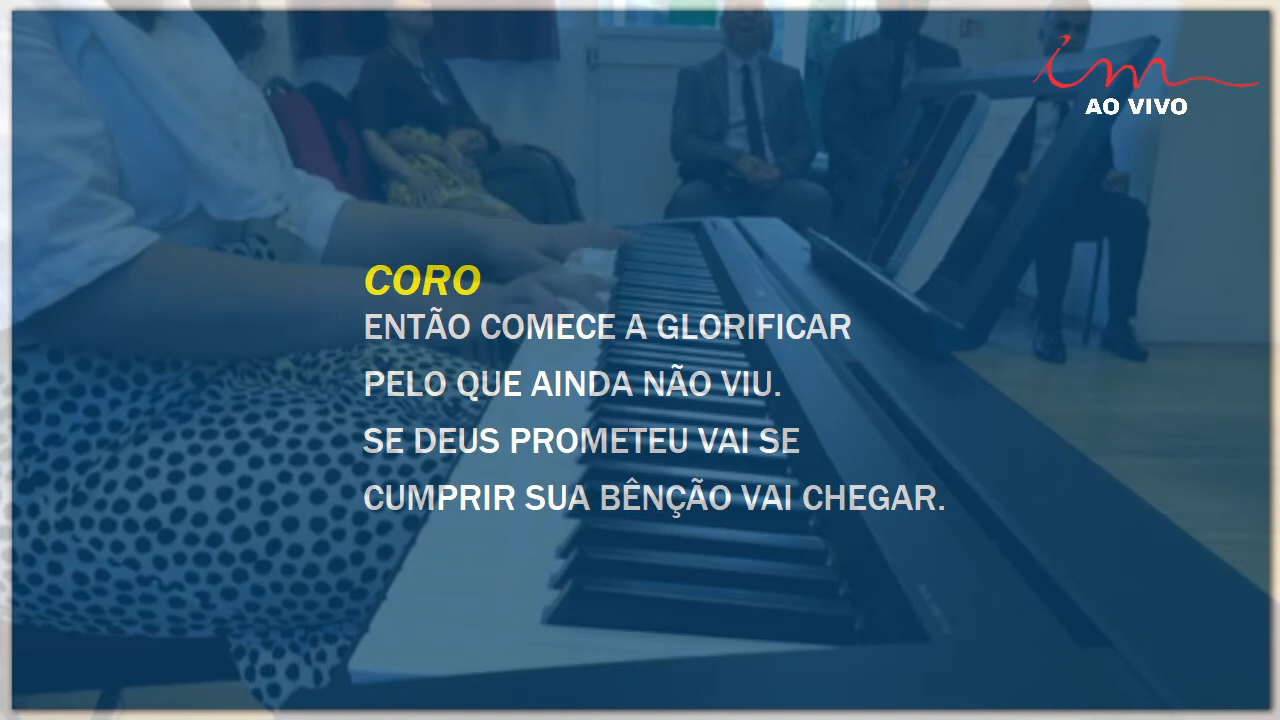 im
AO VIVO
CORO
ENTÃO COMECE A GLORIFICAR
PELO QUE AINDA NÃO VIU.
SE DEUS PROMETEU VAI SE
CUMPRIR SUA BÊNÇÃO VAI CHEGAR.